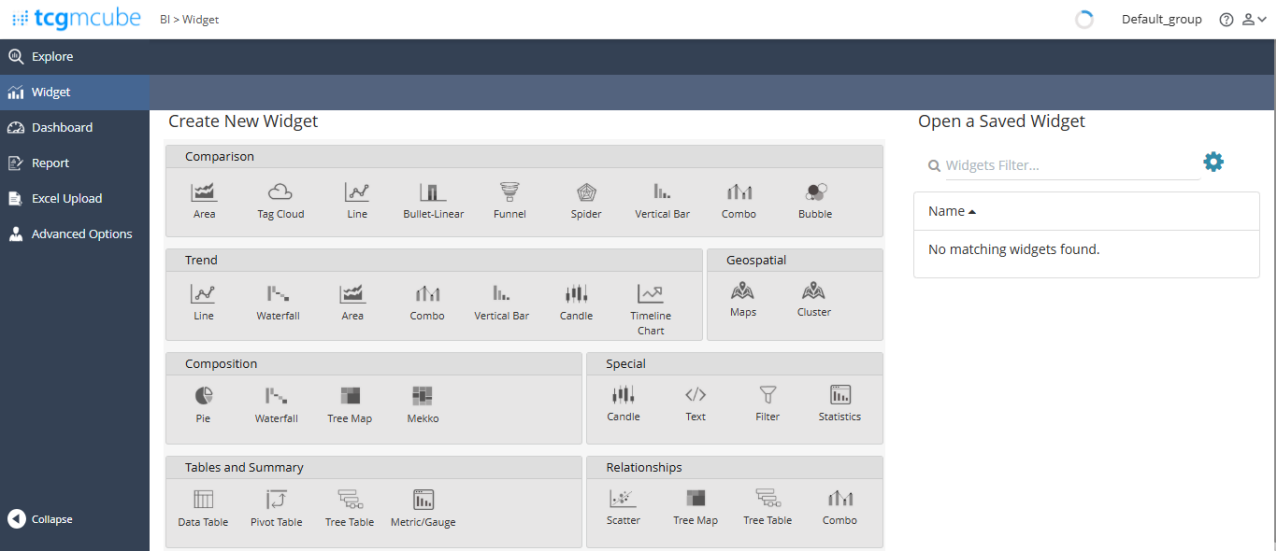 tcgmcube
BI > Widget
Default_group
Explore
Widget
Dashboard
Report
Excel Upload
Advanced Options
Collapse
Create New Widget
Comparison
Area
Tag Cloud
Line
Bullet-Linear
Funnel
Spider
Vertical Bar
Combo
Bubble
Trend
Line
Waterfall
Area
Combo
Vertical Bar
Candle
Timeline
Chart
Geospatial
Maps
Cluster
Composition
Pie
Waterfall
Tree Map
Mekko
Special
Candle
Text
Filter
Statistics
Tables and Summary
Data Table
Pivot Table
Tree Table
Metric/Gauge
Relationships
Scatter
Tree Map
Tree Table
Combo
Open a Saved Widget
Widgets Filter...
Name
No matching widgets found.